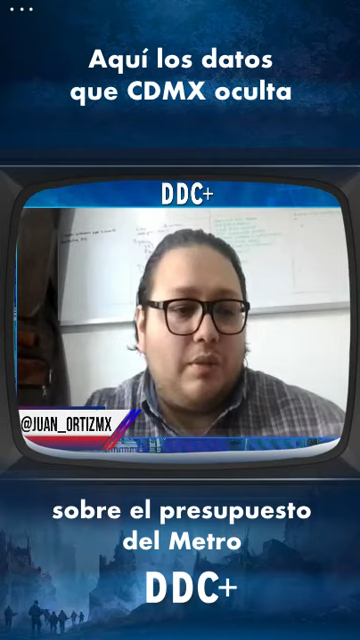 Aquí los datos
que CDMX oculta
DDC+
@JUAN_ORTIZMX
sobre el presupuesto
del Metro
DDC+